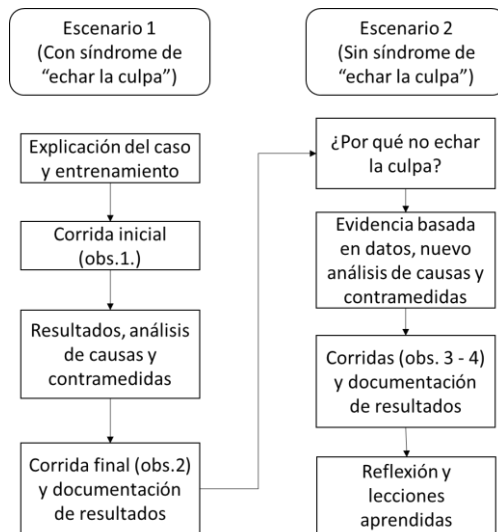 Escenario 1
(Con síndrome de
“echar la culpa”)
Explicación del caso
y entrenamiento
Corrida inicial
(obs.1.)
Resultados, análisis
de causas y
contramedidas
Corrida final (obs.2)
y documentación
de resultados
Escenario 2
(Sin síndrome de
“echar la culpa”)
¿Por qué no echar
la culpa?
Evidencia basada
en datos, nuevo
análisis de causas
y contramedidas
Corridas (obs. 3 - 4)
y documentación
de resultados
Reflexión y
lecciones
aprendidas